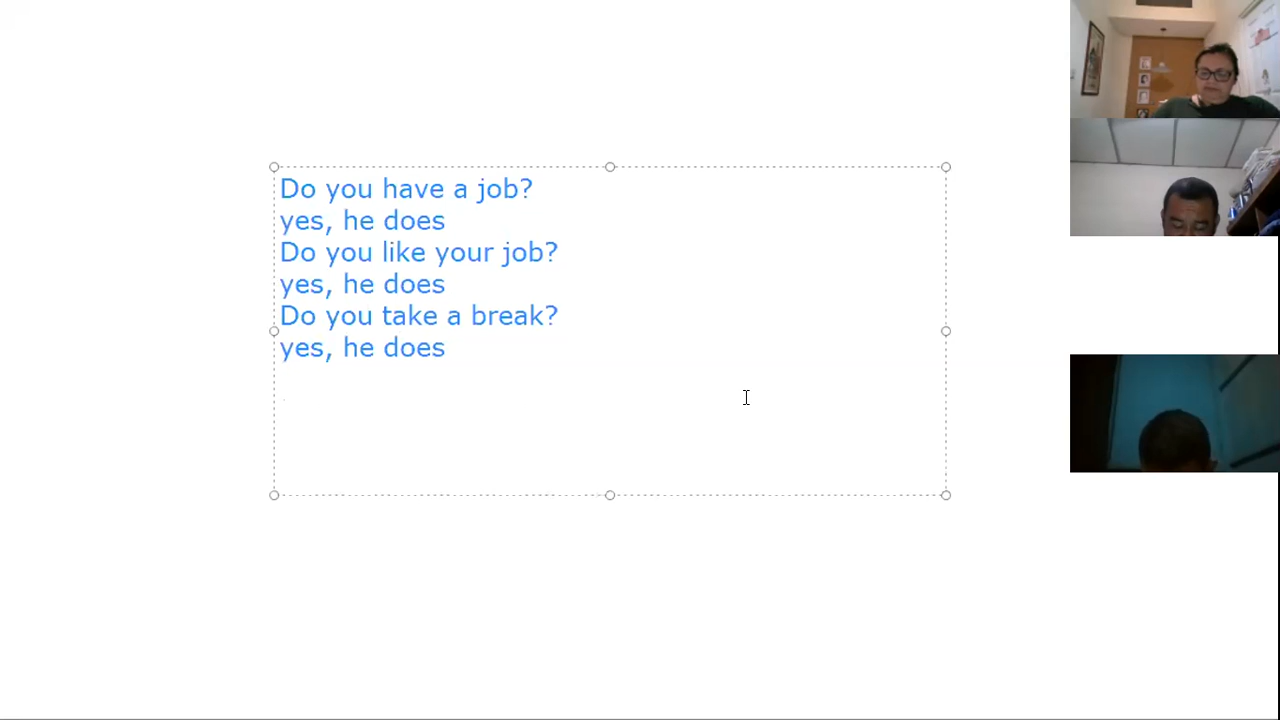 Do you have a job?
yes, he does
Do you like your job?
yes, he does
Do you take a break?
yes, he does